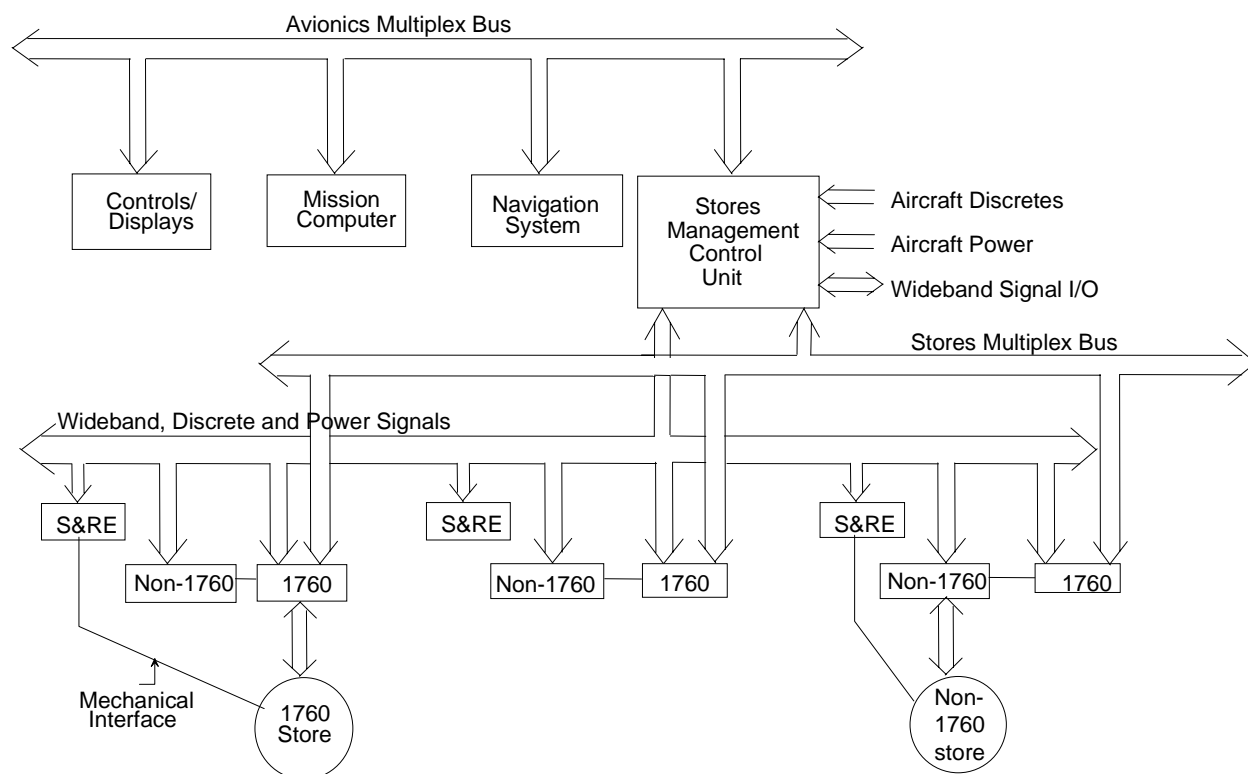 Avionics Multiplex Bus
Controls/
Displays
Mission
Computer
Navigation
System
Stores
Management
Control
Unit
Aircraft Discretes
Aircraft Power
Wideband Signal I/O
Stores Multiplex Bus
Wideband, Discrete and Power Signals
S&RE
S&RE
S&RE
Non-1760
1760
Non-1760
1760
Non-1760
1760
Mechanical
Interface
1760
Store
Non-
1760
store